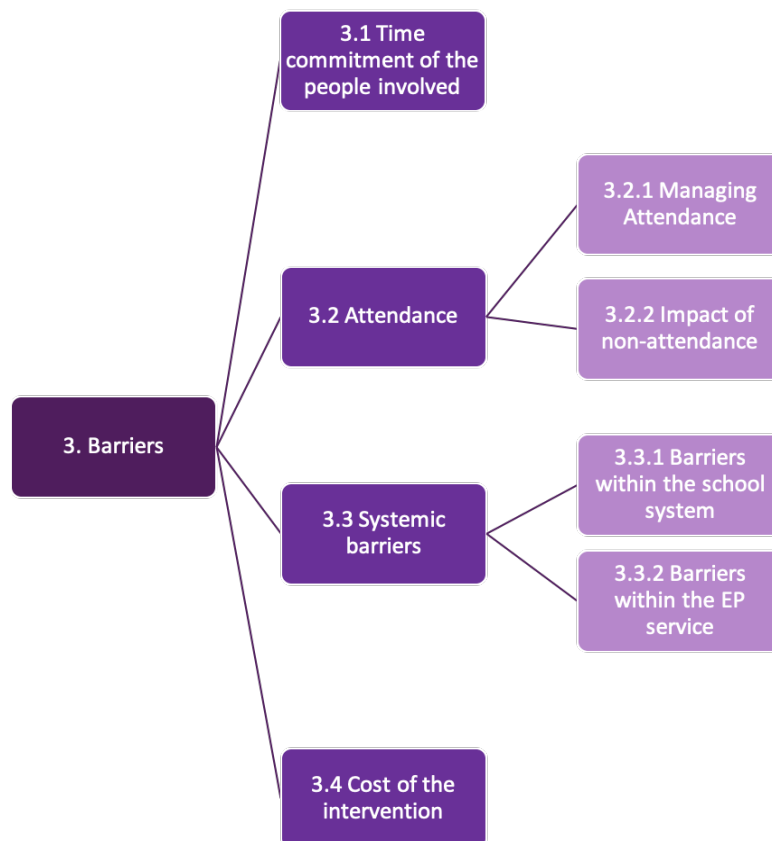 3.1 Time
commitment of the
people involved
3.2.1 Managing
Attendance
3.2 Attendance
3.2.2 Impact of
non-attendance
3. Barriers
3.3.1 Barriers
within the school
system
3.3 Systemic
barriers
3.3.2 Barriers
within the EP
service
3.4 Cost of the
intervention